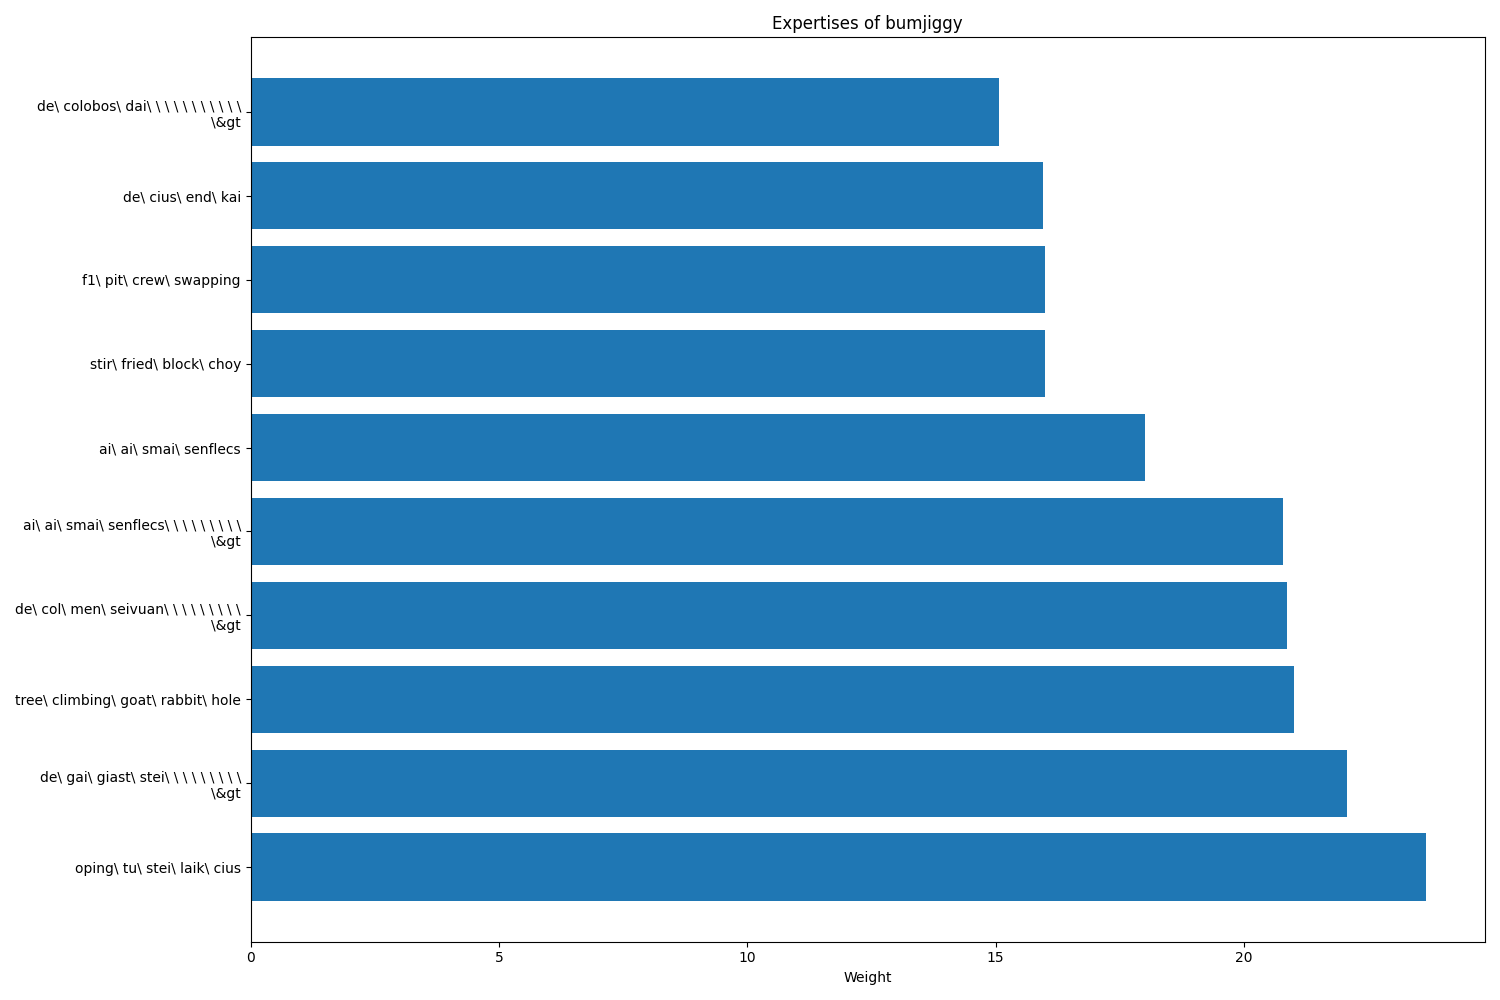 Expertises of bumjiggy
de\ colobos\ dai\ \ \ \ \ \ \ \ \ \ \
\&gt
de\ cius\ end\ kai
f1\ pit\ crew\ swapping
stir\ fried\ block\ choy
ai\ ai\ smai\ senflecs
ai\ ai\ smai\ senflecs\ \ \ \ \ \ \ \ \
\&gt
de\ col\ men\ seivuan\ \ \ \ \ \ \ \ \
\&gt
tree\ climbing\ goat\ rabbit\ hole
de\ gai\ giast\ stei\ \ \ \ \ \ \ \ \
\&gt
oping\ tu\ stei\ laik\ cius
0 5 10 15 20
Weight